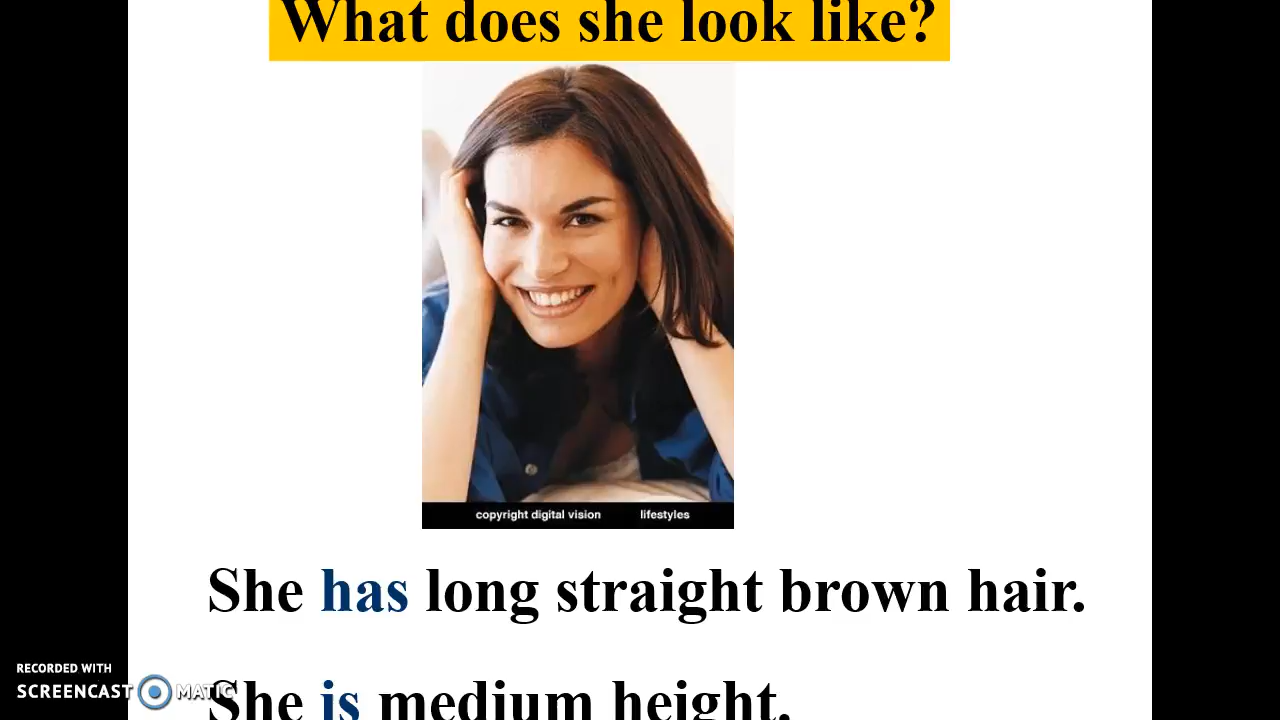 What does she look like?
copyright digital vision lifestyles
She has long straight brown hair.
RECORDED WITH
SCREENCAST MATIC
She is medium height.